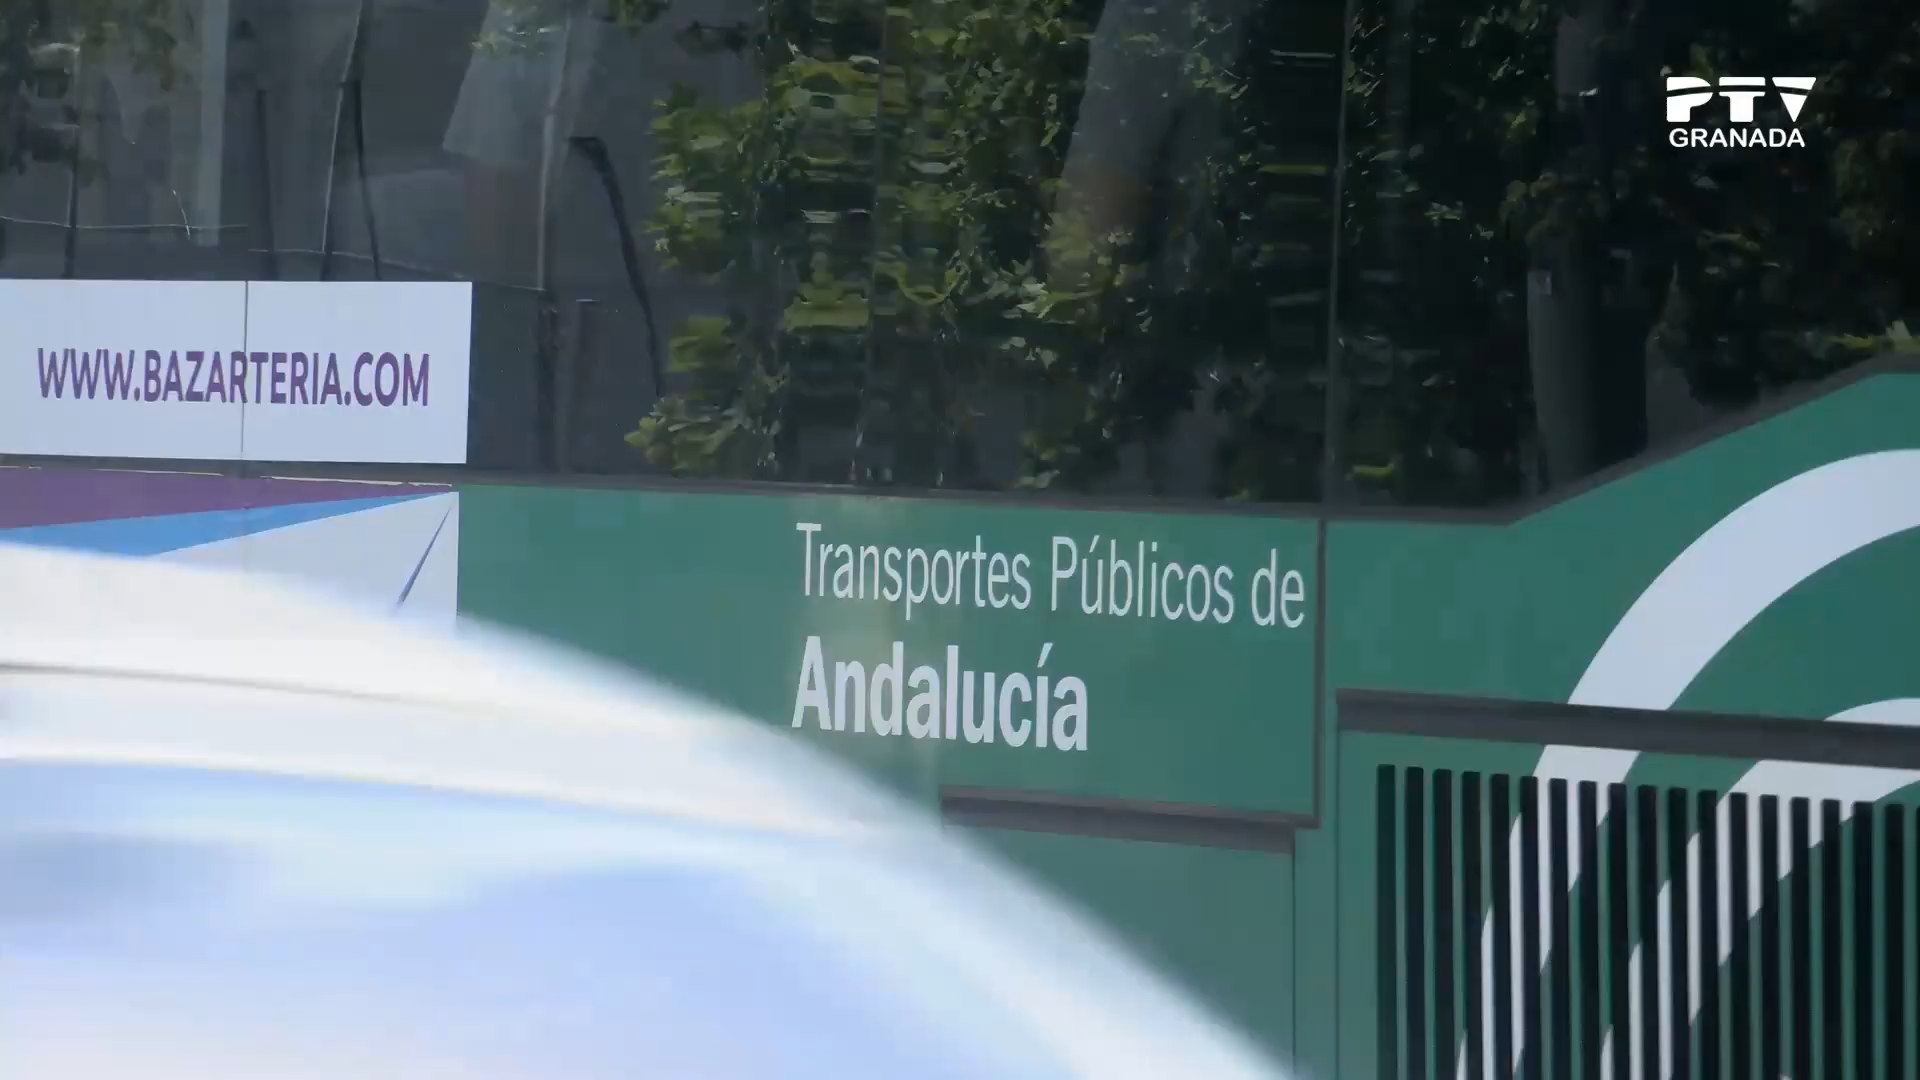 PTV
GRANADA
WWW.BAZARTERIA.COM
Transportes Públicos de
Andalucía